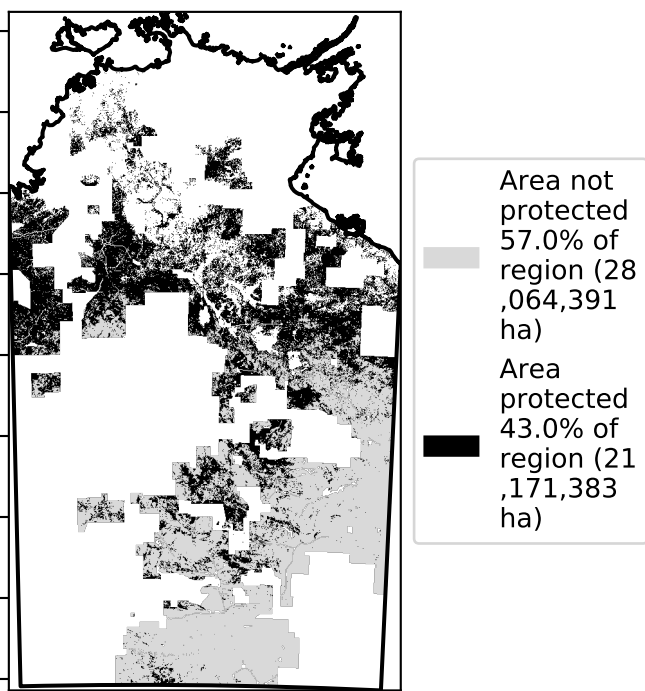 Area not
protected
57.0% of
region (28
,064,391
ha)
Area
protected
43.0% of
region (21
,171,383
ha)